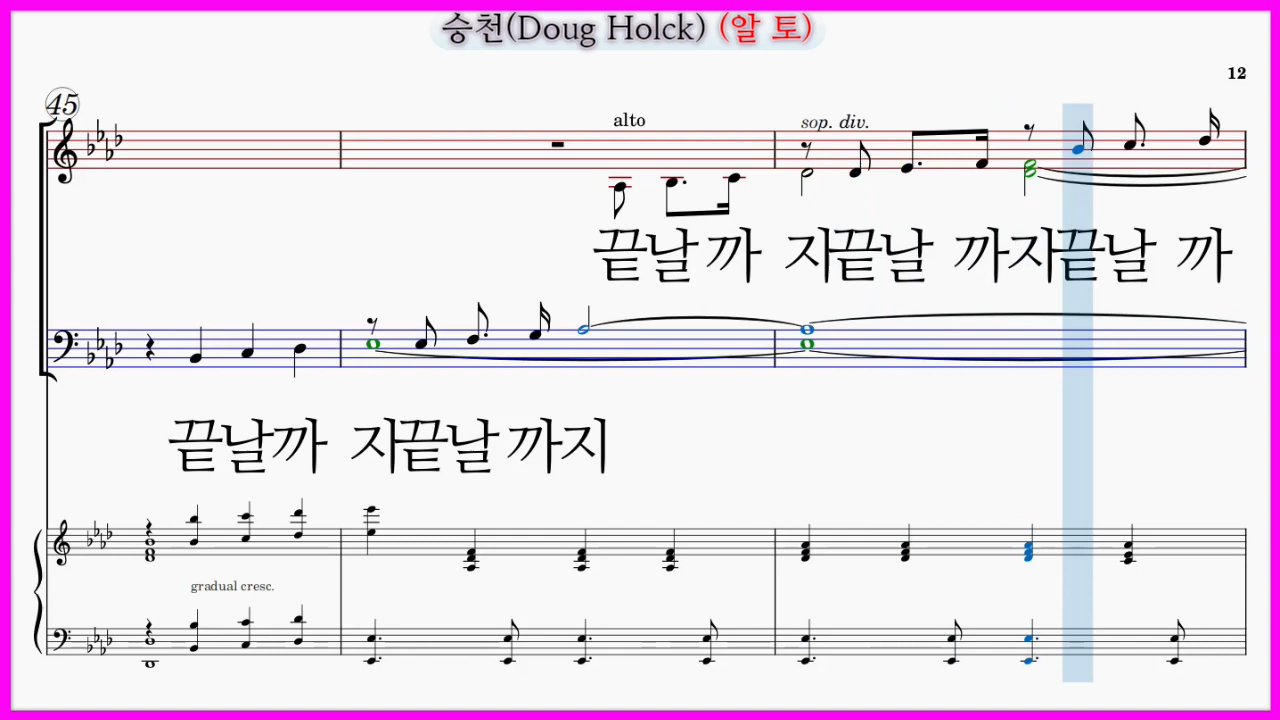 승천(Doug Holck) (알 토)
12
45
alto
sop. div.
끝날 까 지끝날 까지끝날 까
끝날까 지끝날 까지
gradual cresc.